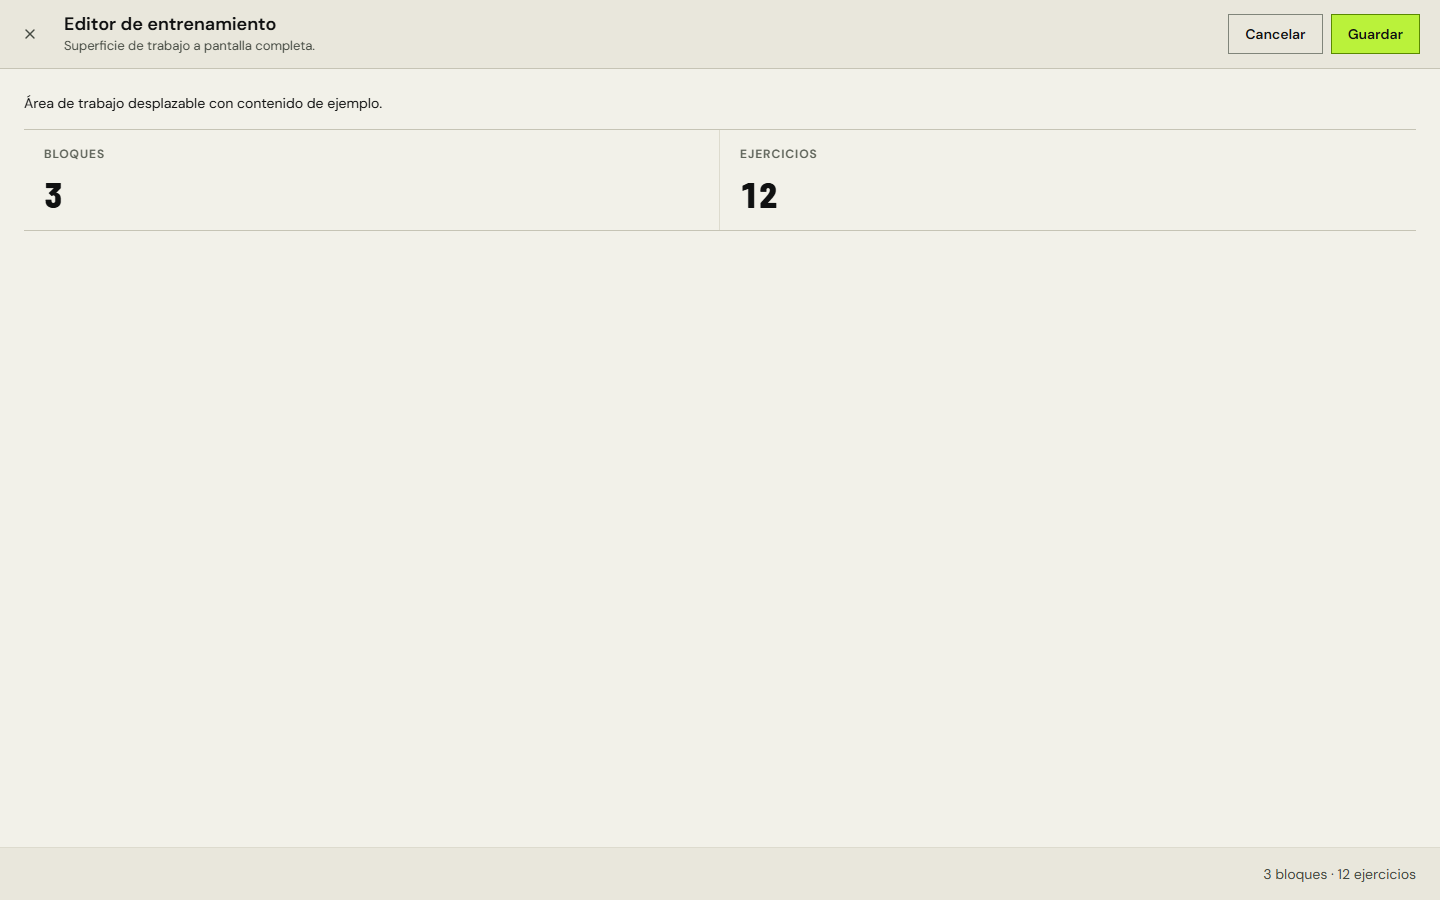 Editor de entrenamiento
Superficie de trabajo a pantalla completa.
Cancelar
Guardar
Área de trabajo desplazable con contenido de ejemplo.
BLOQUES
3
EJERCICIOS
12
3 bloques · 12 ejercicios